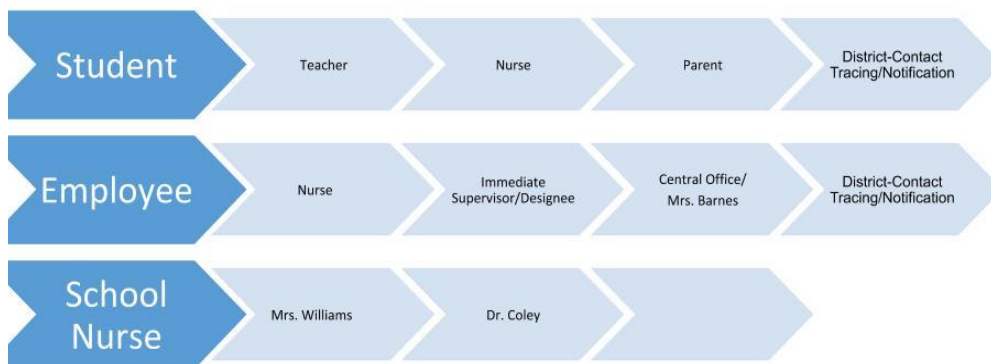 Student
Teacher
Nurse
Parent
District-Contact
Tracing/Notification
Employee
Nurse
Immediate
Supervisor/Designee
Central Office/
Mrs. Barnes
District-Contact
Tracing/Notification
School
Nurse
Mrs. Williams
Dr. Coley